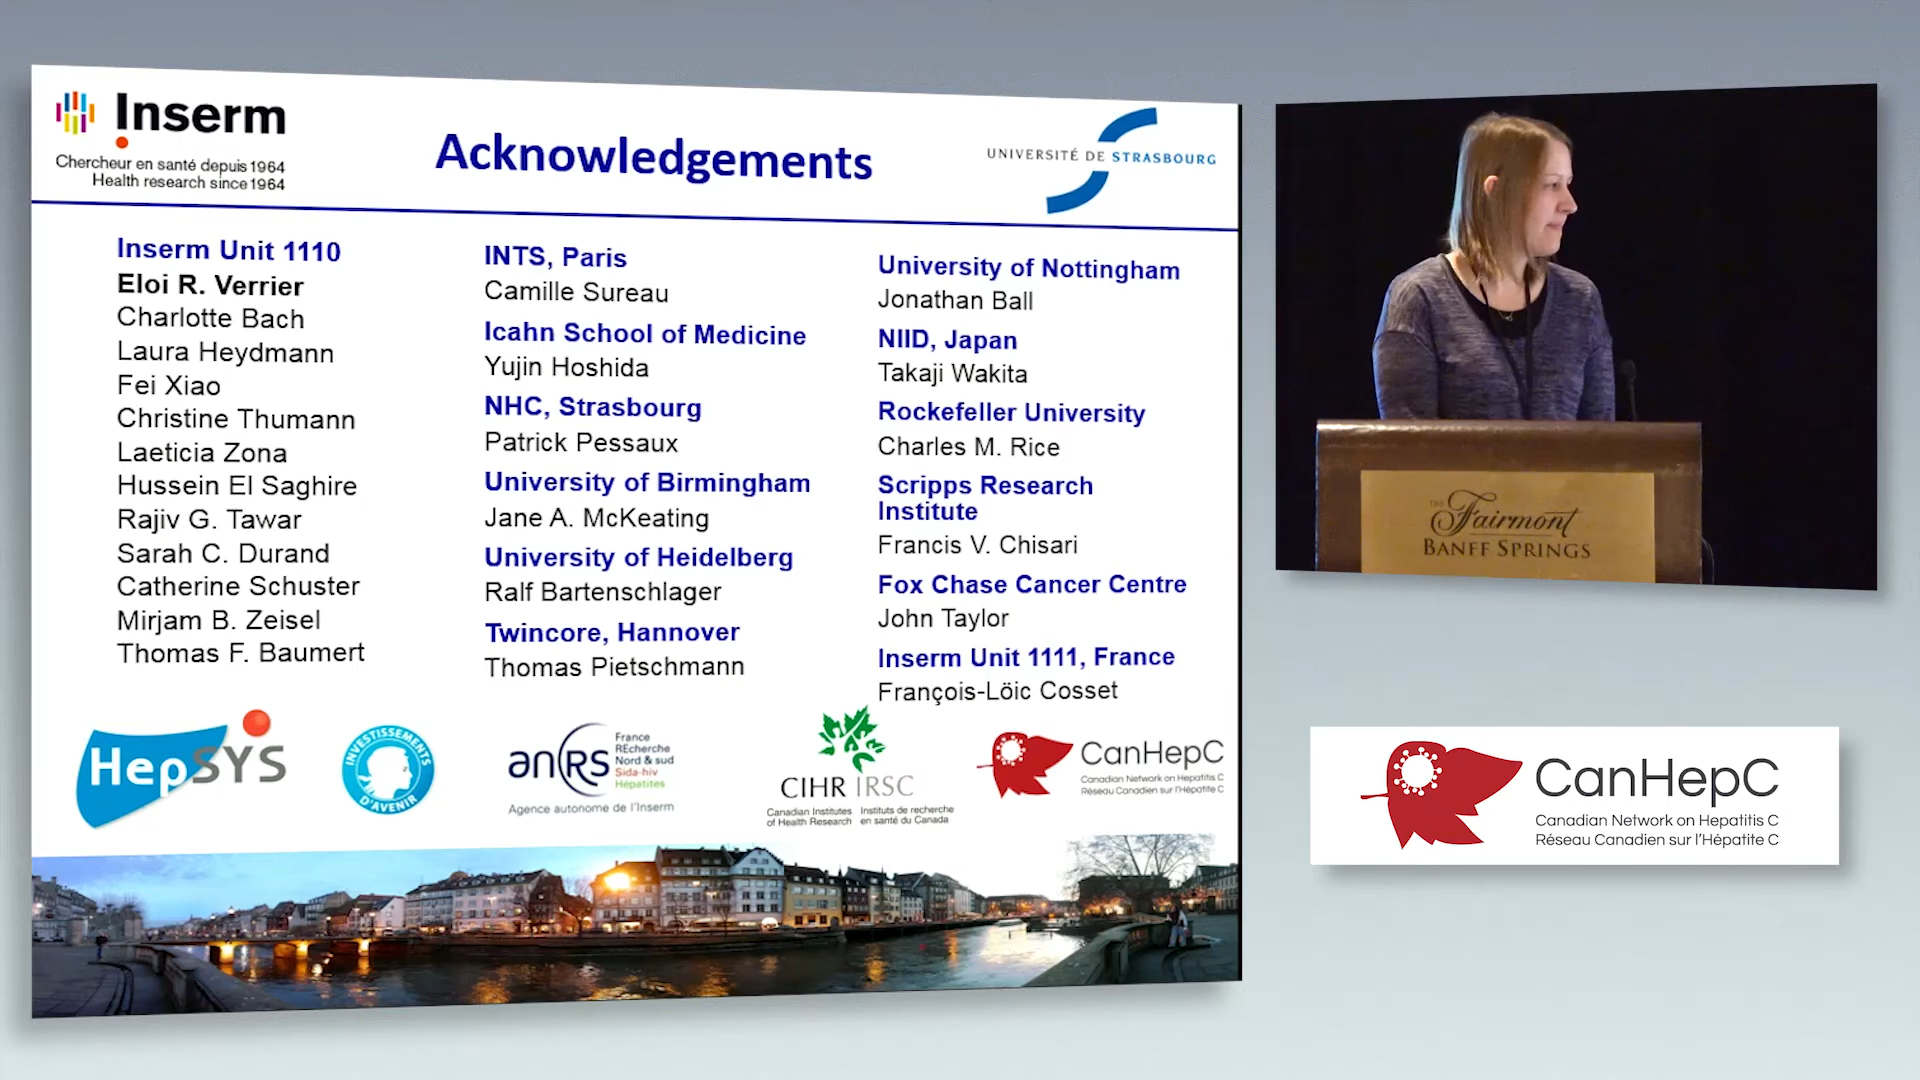 Inserm
Chercheur en santé depuis 1964
Health research since 1964
Acknowledgements
UNIVERSITÉ DE STRASBOURG
Inserm Unit 1110
Eloi R. Verrier
Charlotte Bach
Laura Heydmann
Fei Xiao
Christine Thumann
Laeticia Zona
Hussein El Saghire
Rajiv G. Tawar
Sarah C. Durand
Catherine Schuster
Mirjam B. Zeisel
Thomas F. Baumert
INTS, Paris
Camille Sureau
Icahn School of Medicine
Yujin Hoshida
NHC, Strasbourg
Patrick Pessaux
University of Birmingham
Jane A. McKeating
University of Heidelberg
Ralf Bartenschlager
Twincore, Hannover
Thomas Pietschmann
University of Nottingham
Jonathan Ball
NIID, Japan
Takaji Wakita
Rockefeller University
Charles M. Rice
Scripps Research
Institute
Francis V. Chisari
Fox Chase Cancer Centre
John Taylor
Inserm Unit 1111, France
François-Löic Cosset
HepSYS
INVESTISSEMENTS
D'AVENIR
anRS
France
REcherche
Nord & sud
Sida-hiv
Hépatites
Agence autonome de l'Inserm
CIHR IRSC
Canadian Institutes
of Health Research
Instituts de recherche
en santé du Canada
CanHepC
Canadian Network on Hepatitis C
Réseau Canadien sur l'Hépatite C
THE
Fairmont
BANFF SPRINGS
CanHepC
Canadian Network on Hepatitis C
Réseau Canadien sur l'Hépatite C